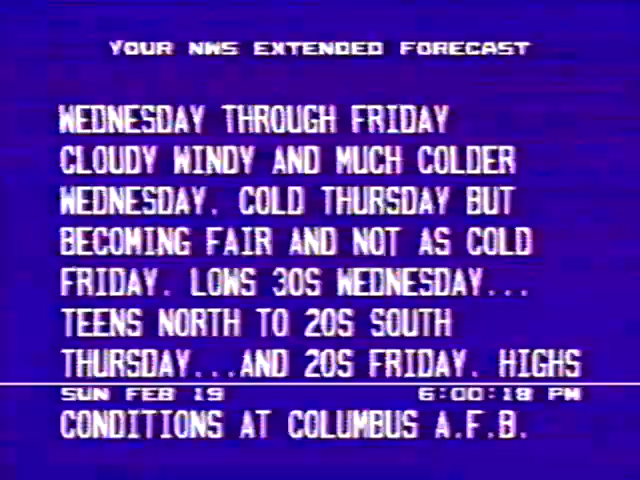 YOUR NWS EXTENDED FORECAST
WEDNESDAY THROUGH FRIDAY
CLOUDY WINDY AND MUCH COLDER
WEDNESDAY. COLD THURSDAY BUT
BECOMING FAIR AND NOT AS COLD
FRIDAY. LOWS 30S WEDNESDAY...
TEENS NORTH TO 20S SOUTH
THURSDAY...AND 20S FRIDAY. HIGHS
SUN FEB 19 6:00:18 PM
CONDITIONS AT COLUMBUS A.F.B.